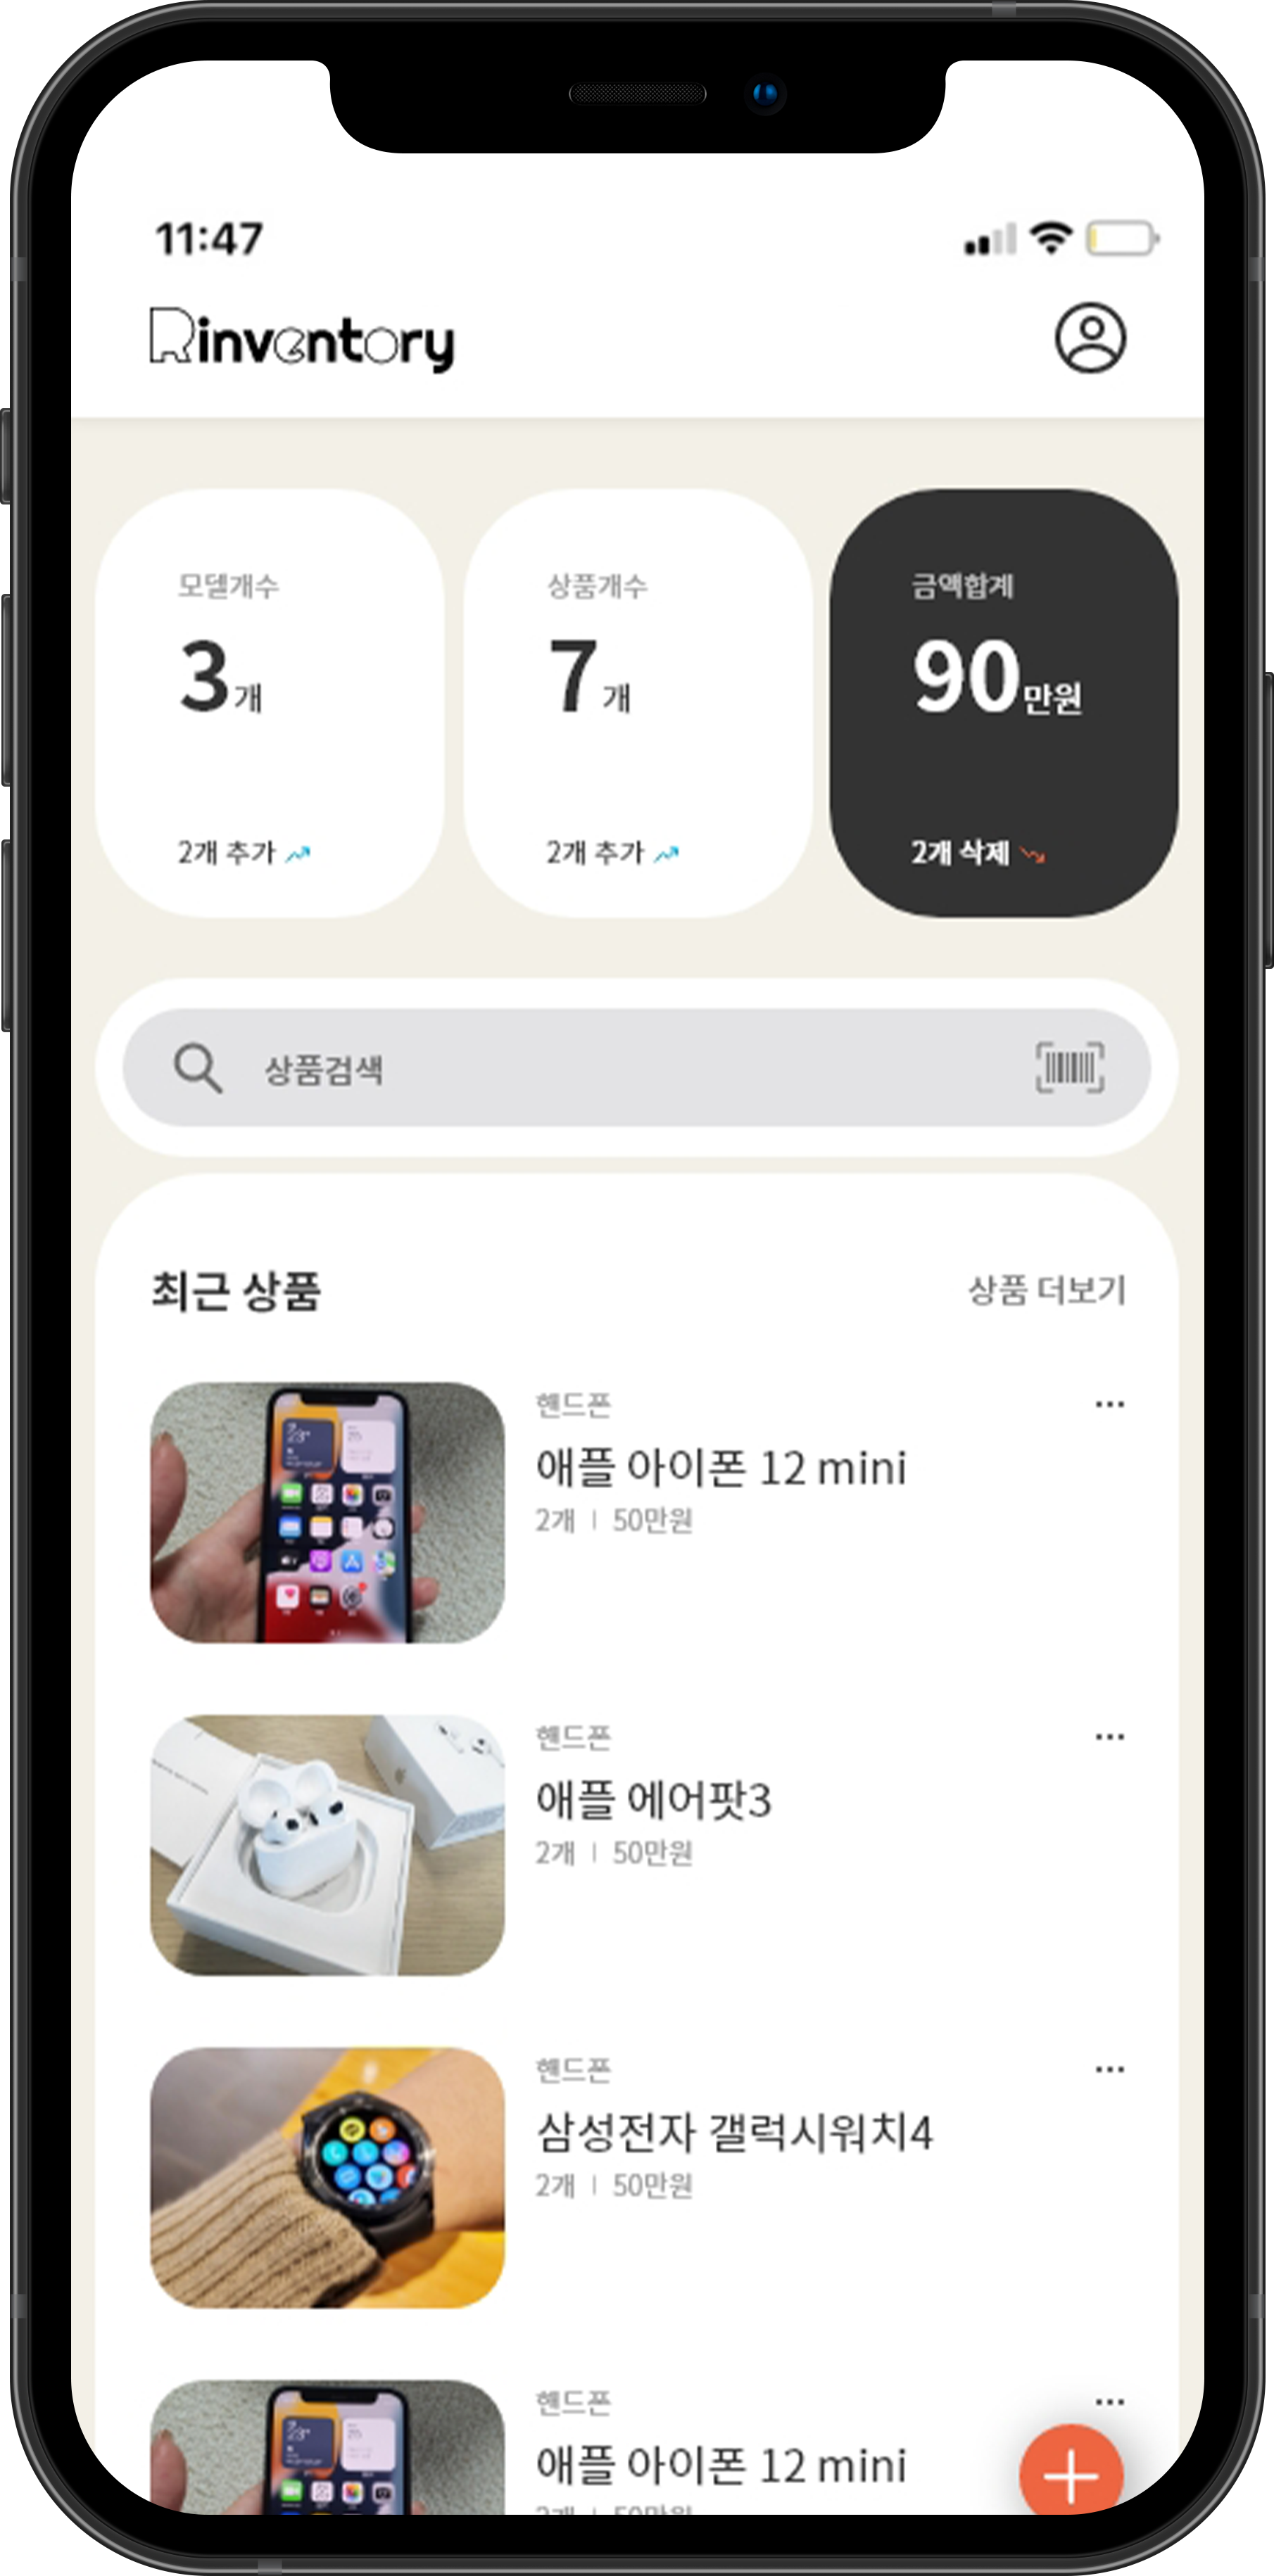 11:47
Rinventory
모델개수
3개
2개 추가
상품개수
7개
2개 추가
금액합계
90만원
2개 삭제
상품검색
최근 상품
상품 더보기
핸드폰
애플 아이폰 12 mini
2개 | 50만원
핸드폰
애플 에어팟3
2개 | 50만원
핸드폰
삼성전자 갤럭시워치4
2개 | 50만원
핸드폰
애플 아이폰 12 mini